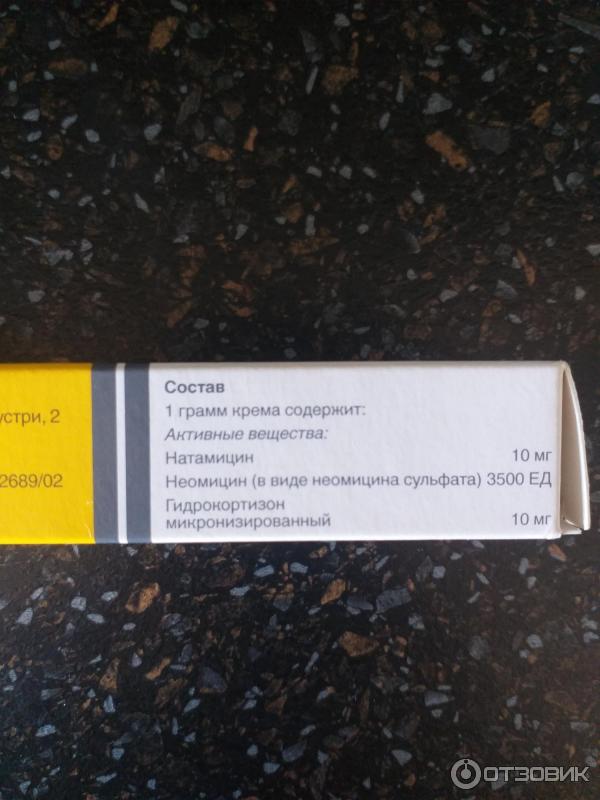 Состав
1 грамм крема содержит:
Активные вещества:
Натамицин 10 мг
Неомицин (в виде неомицина сульфата) 3500 ЕД
Гидрокортизон
микронизированный 10 мг
устри, 2
2689/02
ОТЗОВИК